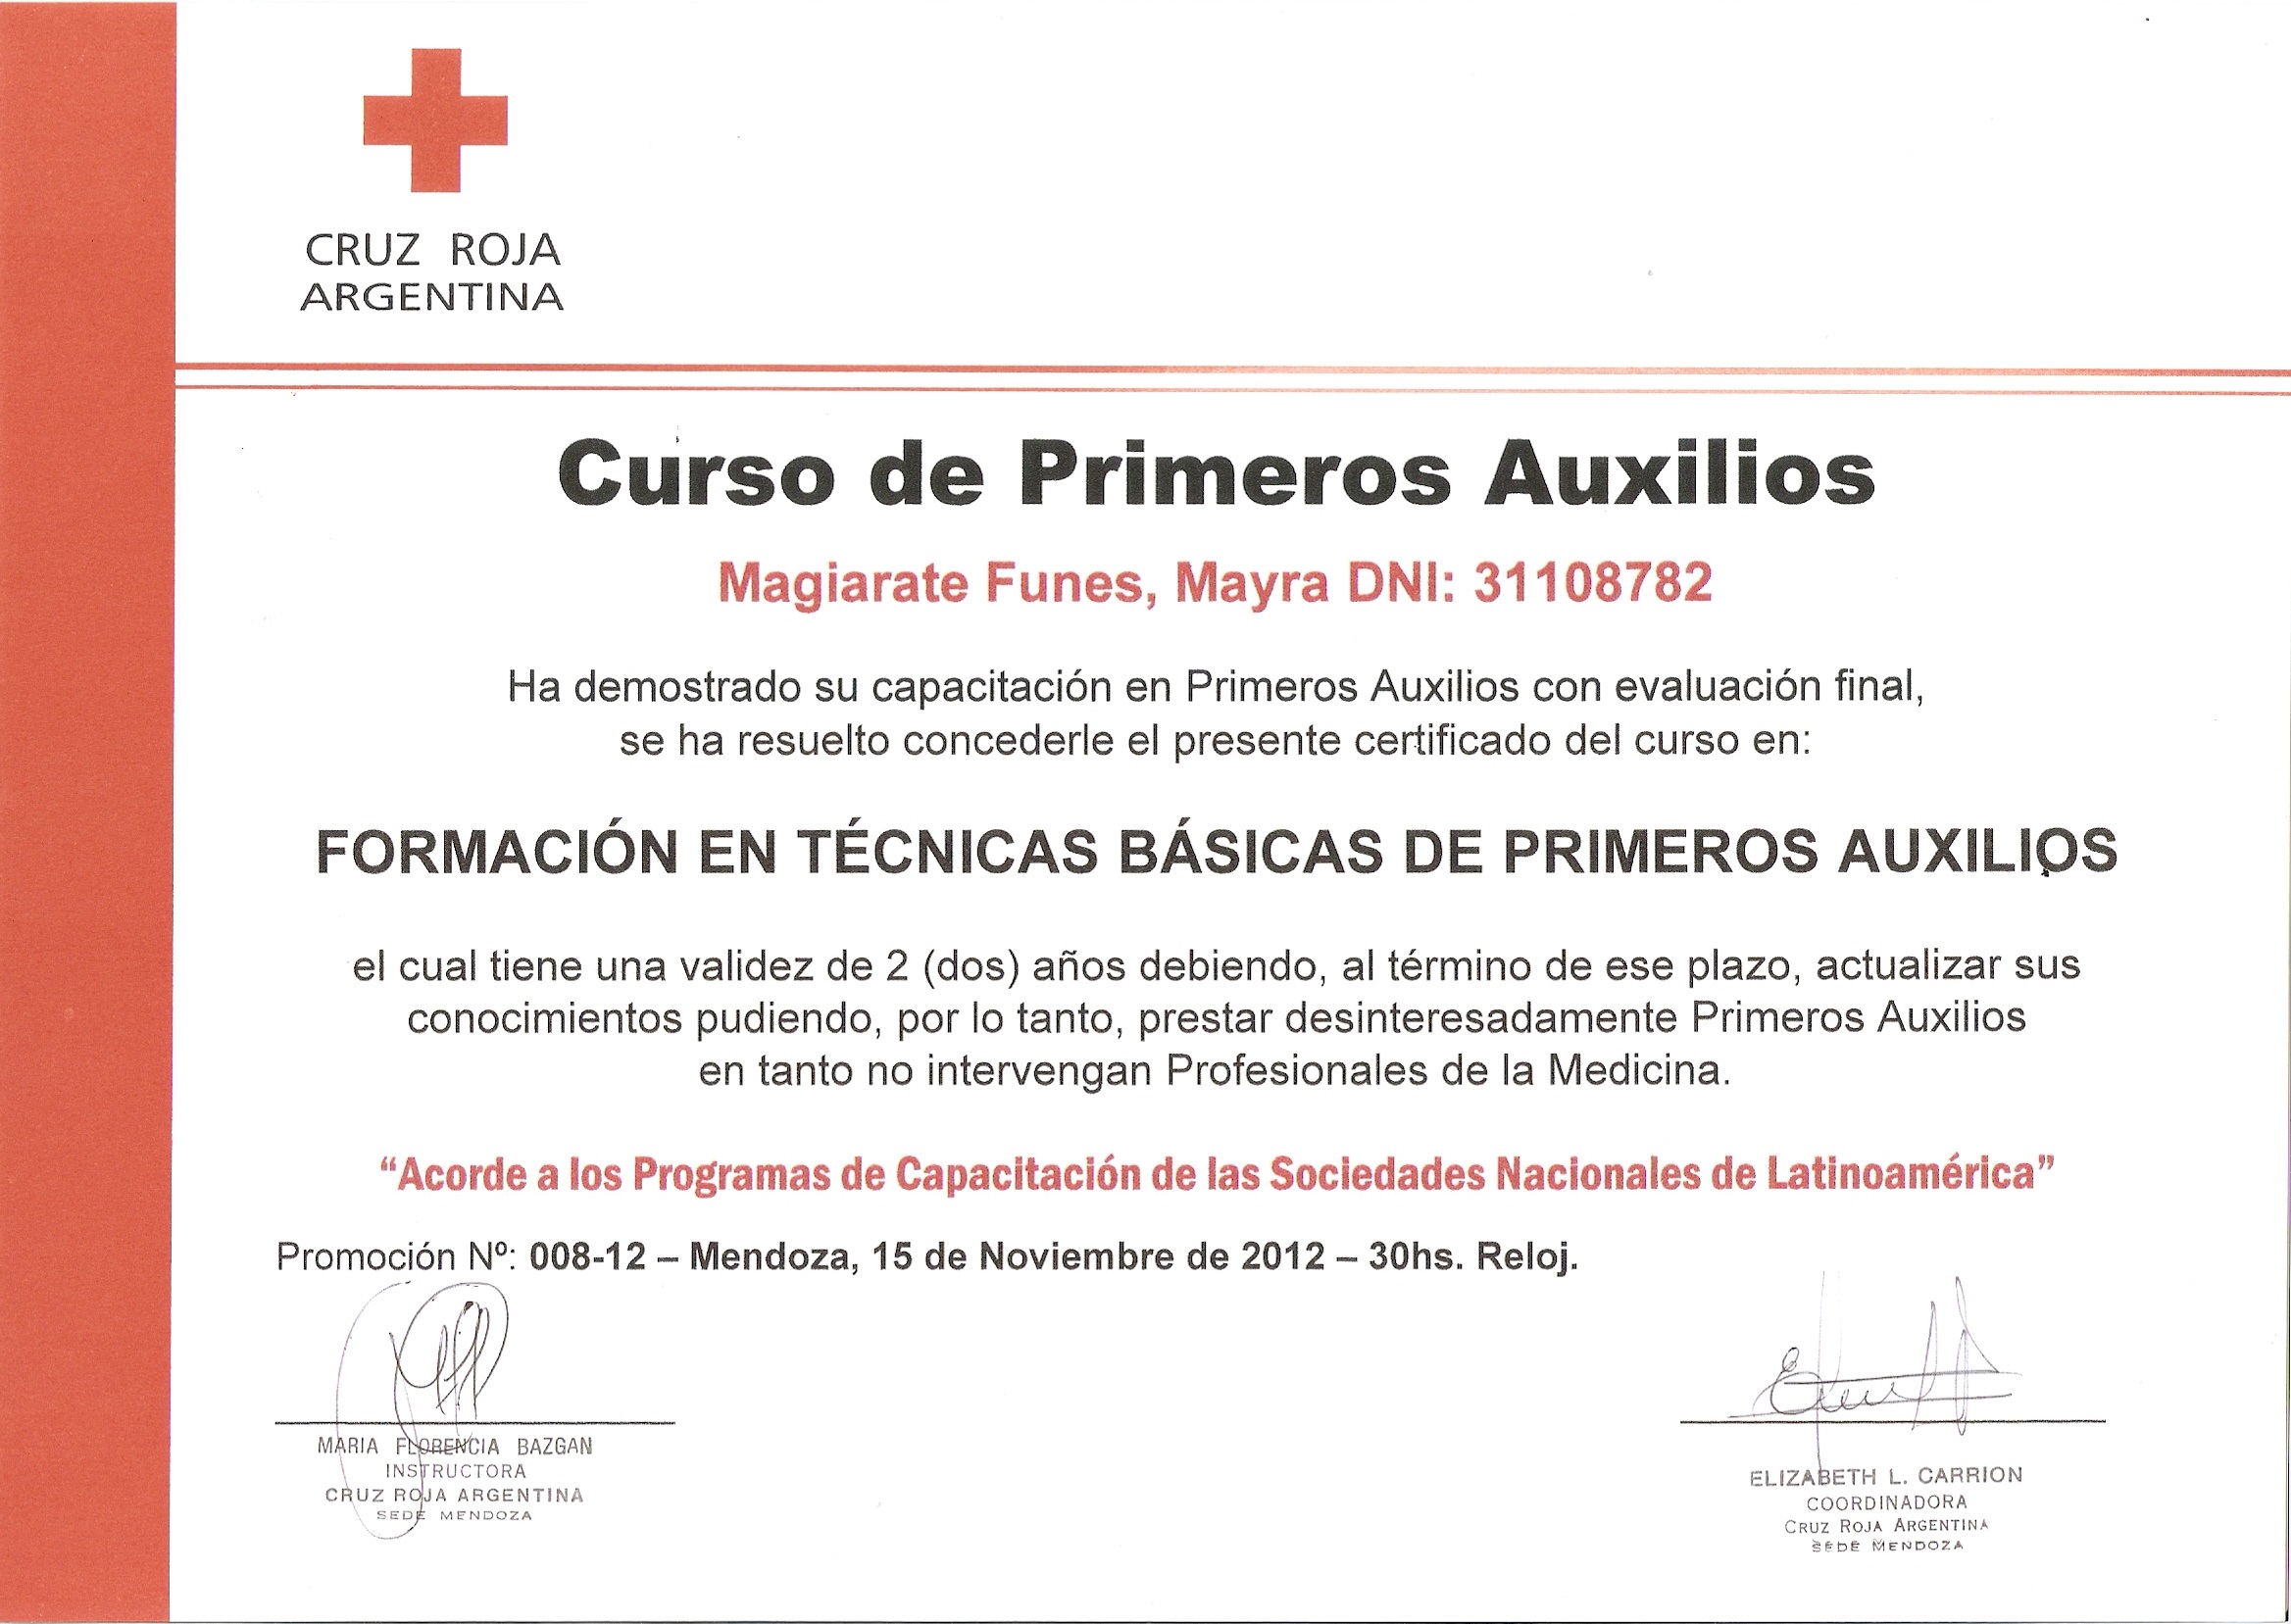 CRUZ ROJA
ARGENTINA
Curso de Primeros Auxilios
Magiarate Funes, Mayra DNI: 31108782
Ha demostrado su capacitación en Primeros Auxilios con evaluación final,
se ha resuelto concederle el presente certificado del curso en:
FORMACIÓN EN TÉCNICAS BÁSICAS DE PRIMEROS AUXILIOS
el cual tiene una validez de 2 (dos) años debiendo, al término de ese plazo, actualizar sus
conocimientos pudiendo, por lo tanto, prestar desinteresadamente Primeros Auxilios
en tanto no intervengan Profesionales de la Medicina.
“Acorde a los Programas de Capacitación de las Sociedades Nacionales de Latinoamérica”
Promoción Nº: 008-12 – Mendoza, 15 de Noviembre de 2012 – 30hs. Reloj.
MARIA FLORENCIA BAZGAN
INSTRUCTORA
CRUZ ROJA ARGENTINA
SEDE MENDOZA
ELIZABETH L. CARRION
COORDINADORA
CRUZ ROJA ARGENTINA
SEDE MENDOZA